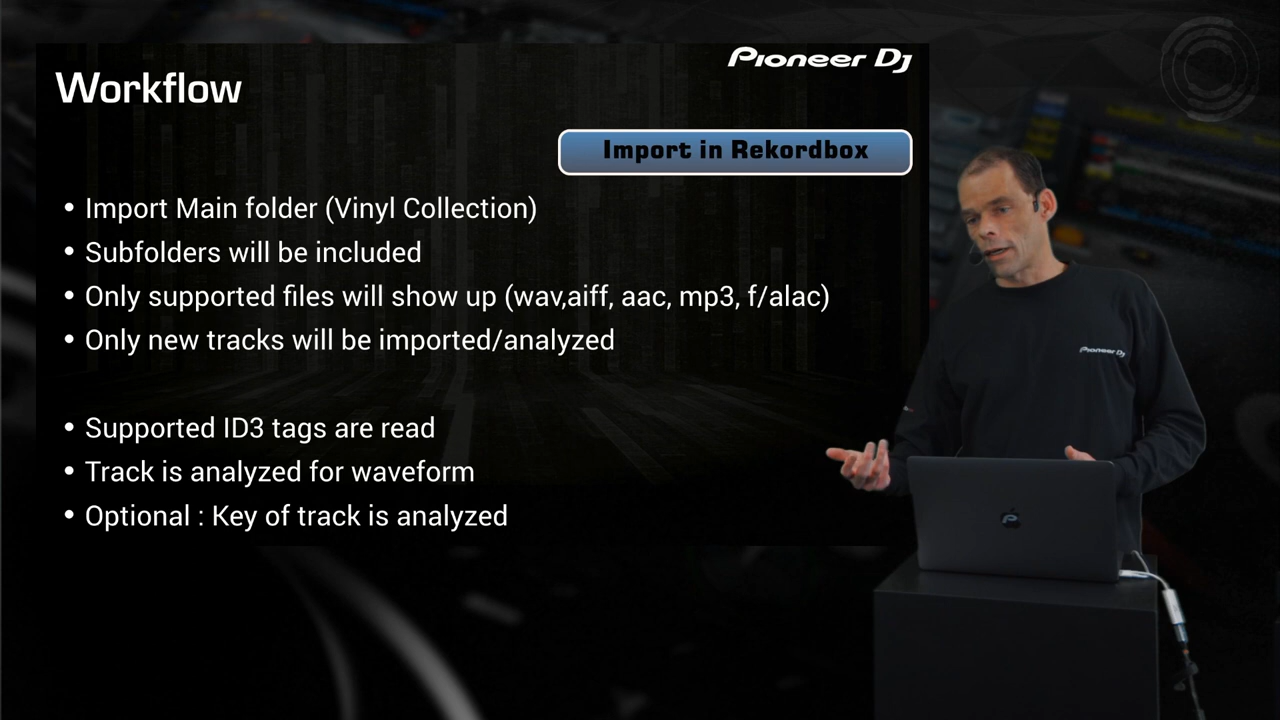 Pioneer Dj
Workflow
Import in Rekordbox
• Import Main folder (Vinyl Collection)
• Subfolders will be included
• Only supported files will show up (wav,aiff, aac, mp3, f/alac)
• Only new tracks will be imported/analyzed
• Supported ID3 tags are read
• Track is analyzed for waveform
• Optional : Key of track is analyzed
Pioneer Dj